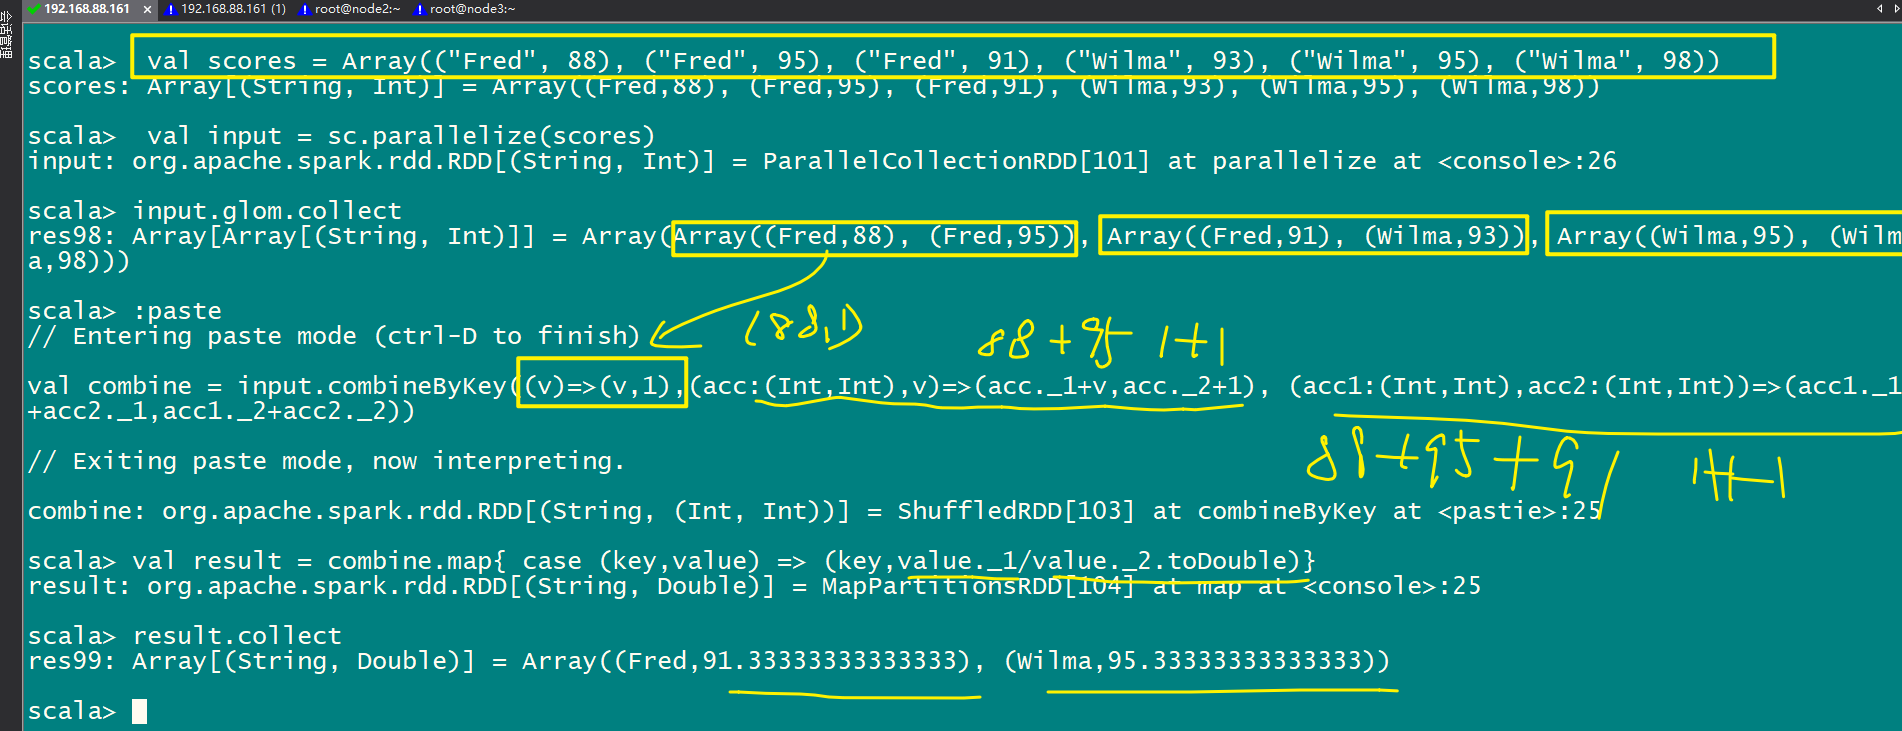 会话管理
192.168.88.161 × 192.168.88.161 (1) root@node2:~ root@node3:~
scala>  val scores = Array(("Fred", 88), ("Fred", 95), ("Fred", 91), ("Wilma", 93), ("Wilma", 95), ("Wilma", 98))
scores: Array[(String, Int)] = Array((Fred,88), (Fred,95), (Fred,91), (Wilma,93), (Wilma,95), (Wilma,98))
scala>  val input = sc.parallelize(scores)
input: org.apache.spark.rdd.RDD[(String, Int)] = ParallelCollectionRDD[101] at parallelize at <console>:26
scala> input.glom.collect
res98: Array[Array[(String, Int)]] = Array(Array((Fred,88), (Fred,95)), Array((Fred,91), (Wilma,93)), Array((Wilma,95), (Wilm
a,98)))
scala> :paste
// Entering paste mode (ctrl-D to finish)
(88,1)
88+95 1+1
val combine = input.combineByKey((v)=>(v,1),(acc:(Int,Int),v)=>(acc._1+v,acc._2+1), (acc1:(Int,Int),acc2:(Int,Int))=>(acc1._1
+acc2._1,acc1._2+acc2._2))
88+95+91
// Exiting paste mode, now interpreting.
combine: org.apache.spark.rdd.RDD[(String, (Int, Int))] = ShuffledRDD[103] at combineByKey at <pastie>:25
scala> val result = combine.map{ case (key,value) => (key,value._1/value._2.toDouble)}
result: org.apache.spark.rdd.RDD[(String, Double)] = MapPartitionsRDD[104] at map at <console>:25
scala> result.collect
res99: Array[(String, Double)] = Array((Fred,91.33333333333333), (Wilma,95.33333333333333))
scala>